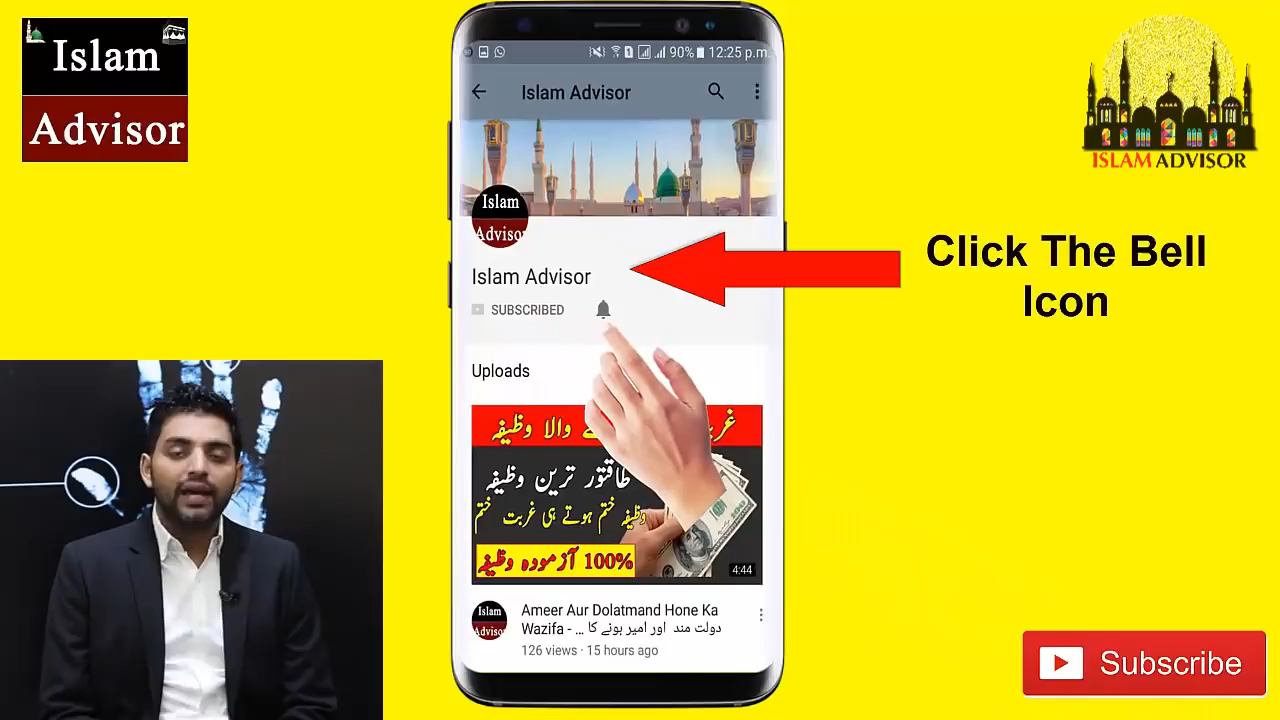 Islam
Advisor
90% 12:25 p.m.
Islam Advisor
ISLAM ADVISOR
Islam
Advisor
Click The Bell
Icon
Islam Advisor
SUBSCRIBED
Uploads
والا وظیفہ
طاقتور ترین وظیفہ
وظیفہ ختم ہوتے ہی غربت ختم
100% آزمودہ وظیفہ
4:44
Islam
Advisor
Ameer Aur Dolatmand Hone Ka
Wazifa - ... دولت مند اور امیر ہونے کا
126 views · 15 hours ago
Subscribe